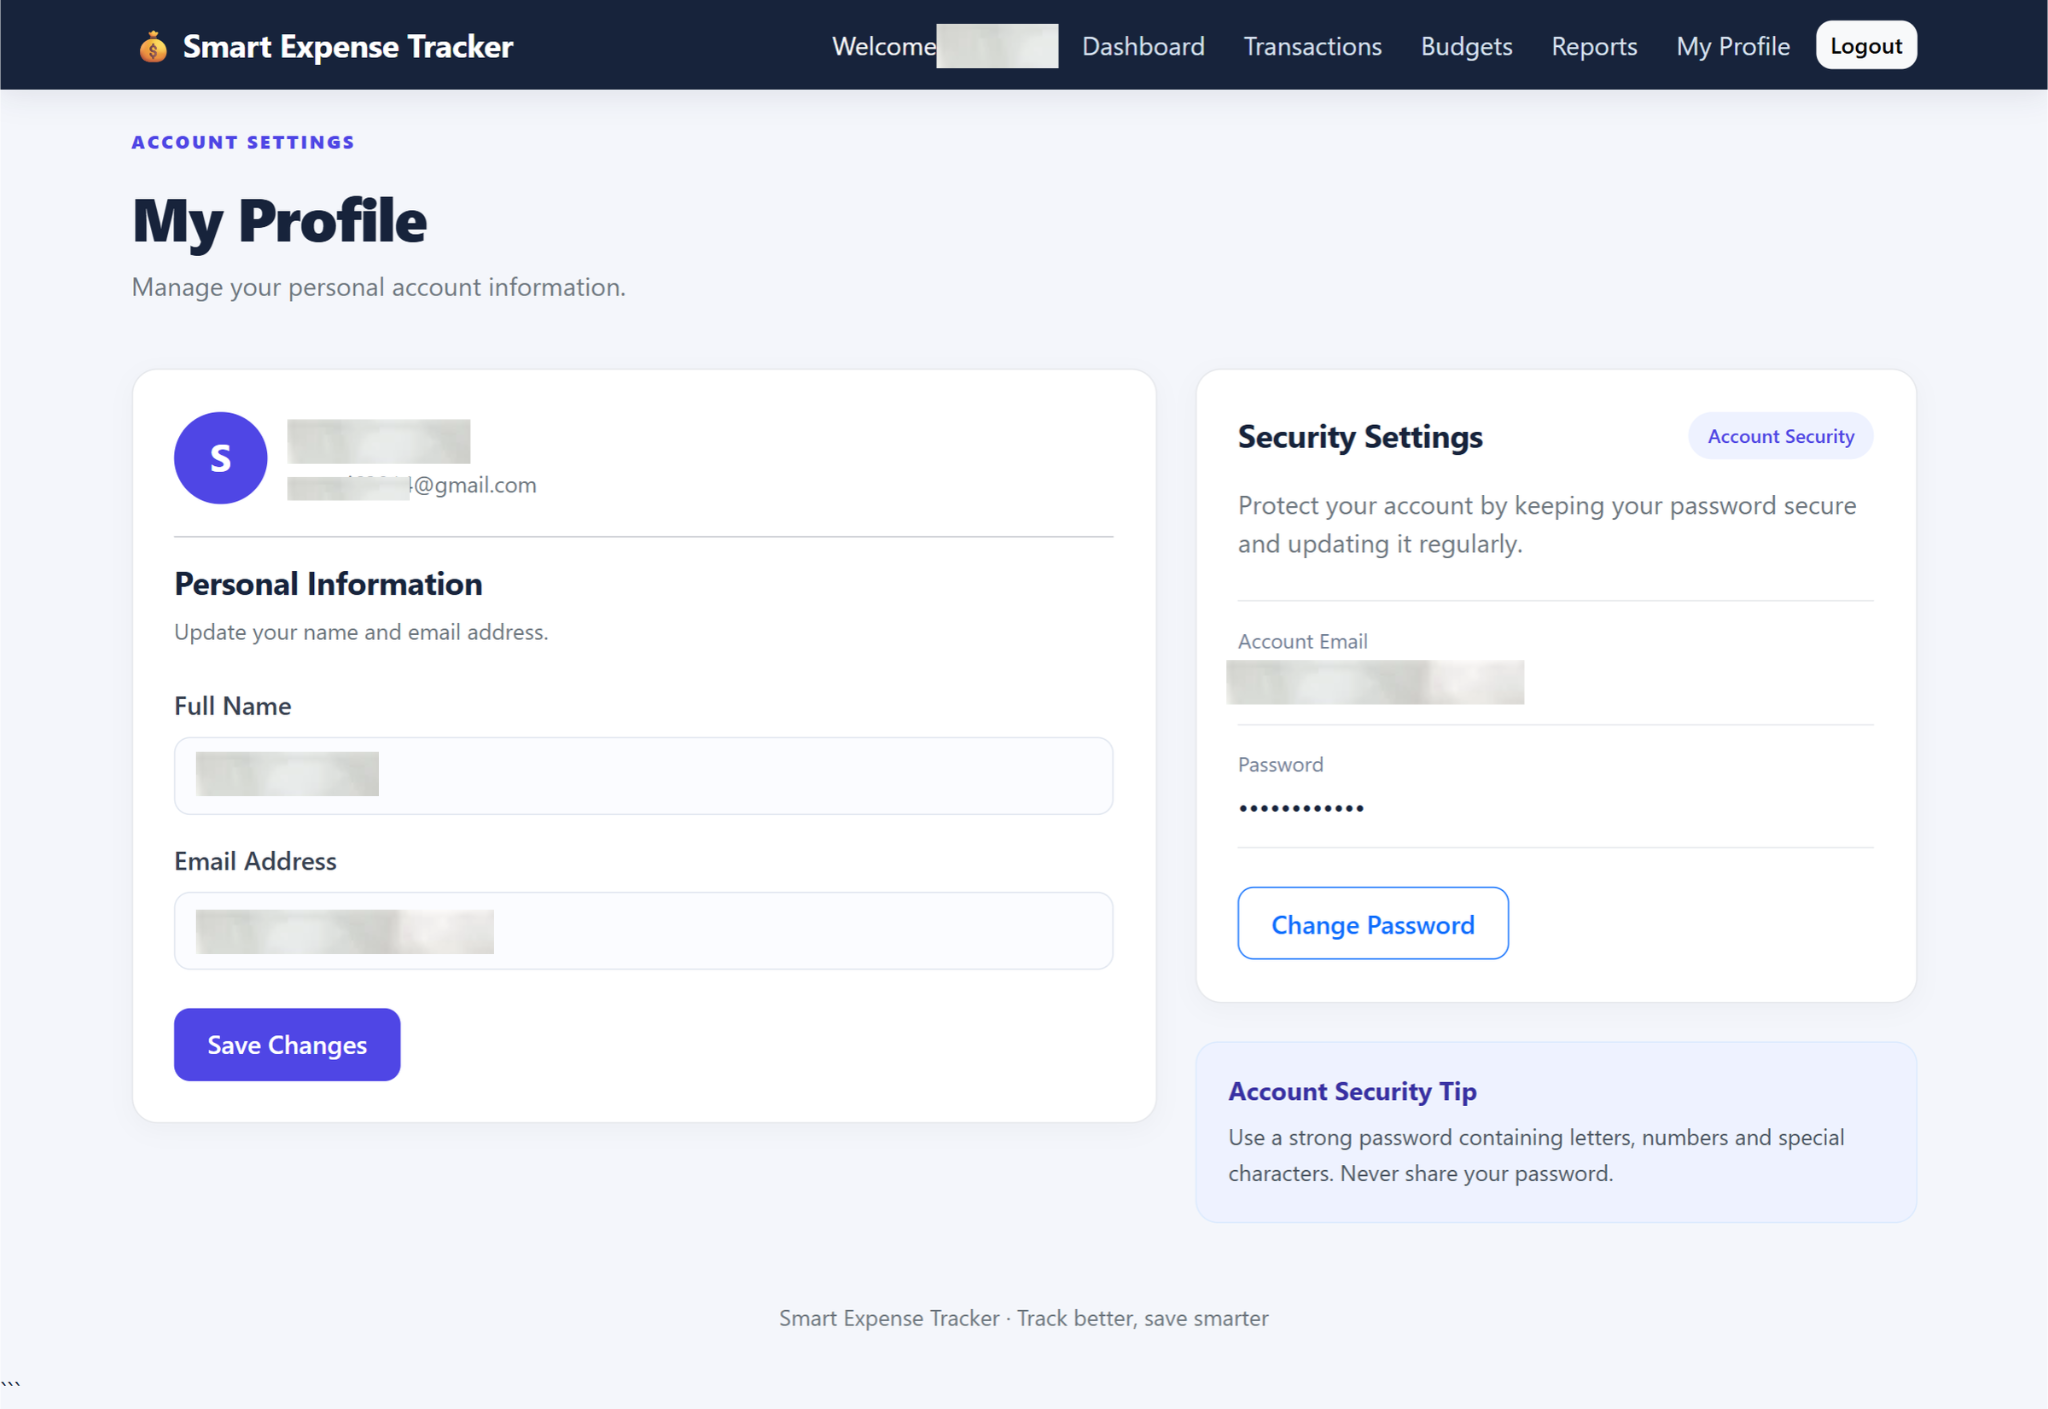 Smart Expense Tracker
Welcome
Dashboard
Transactions
Budgets
Reports
My Profile
Logout
ACCOUNT SETTINGS
My Profile
Manage your personal account information.
S
4@gmail.com
Personal Information
Update your name and email address.
Full Name
Email Address
Save Changes
Security Settings
Account Security
Protect your account by keeping your password secure
and updating it regularly.
Account Email
Password
••••••••••••
Change Password
Account Security Tip
Use a strong password containing letters, numbers and special
characters. Never share your password.
Smart Expense Tracker · Track better, save smarter
```